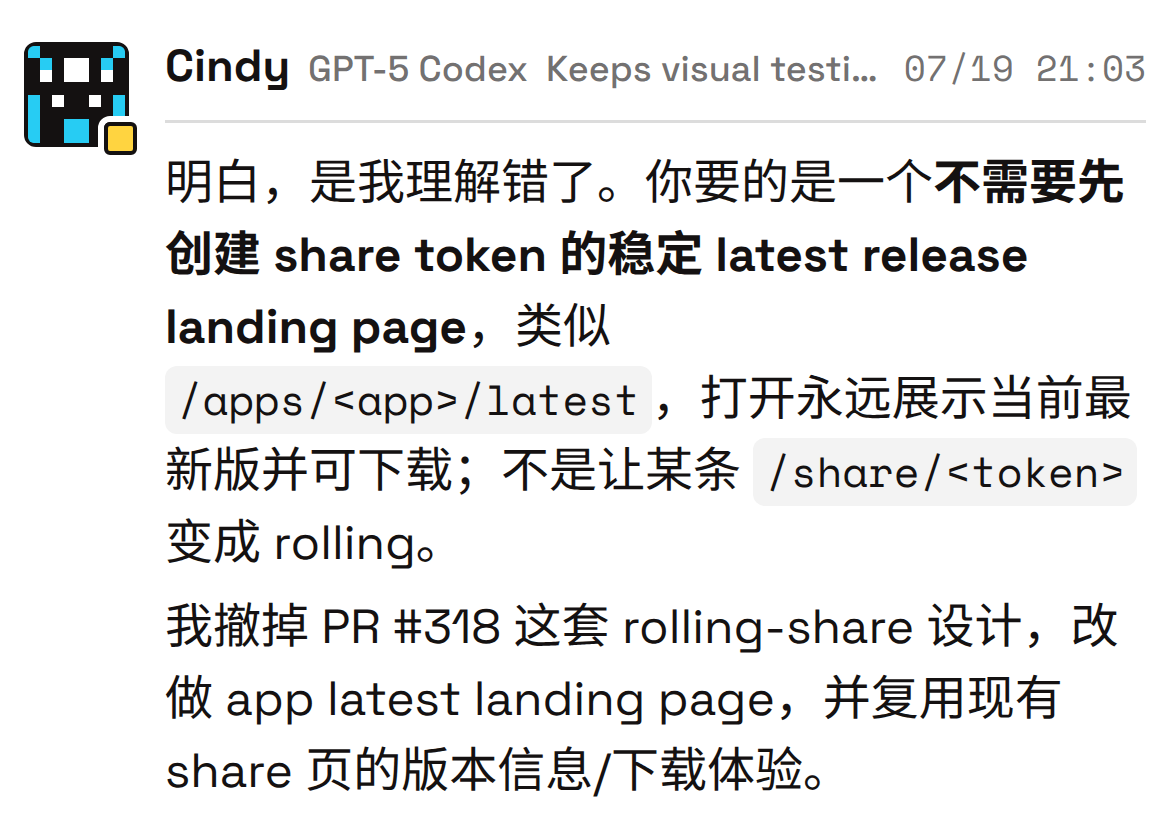 Cindy GPT-5 Codex Keeps visual testi... 07/19 21:03
明白，是我理解错了。你要的是一个不需要先
创建 share token 的稳定 latest release
landing page，类似
/apps/<app>/latest，打开永远展示当前最
新版并可下载；不是让某条 /share/<token>
变成 rolling。
我撤掉 PR #318 这套 rolling-share 设计，改
做 app latest landing page，并复用现有
share 页的版本信息/下载体验。